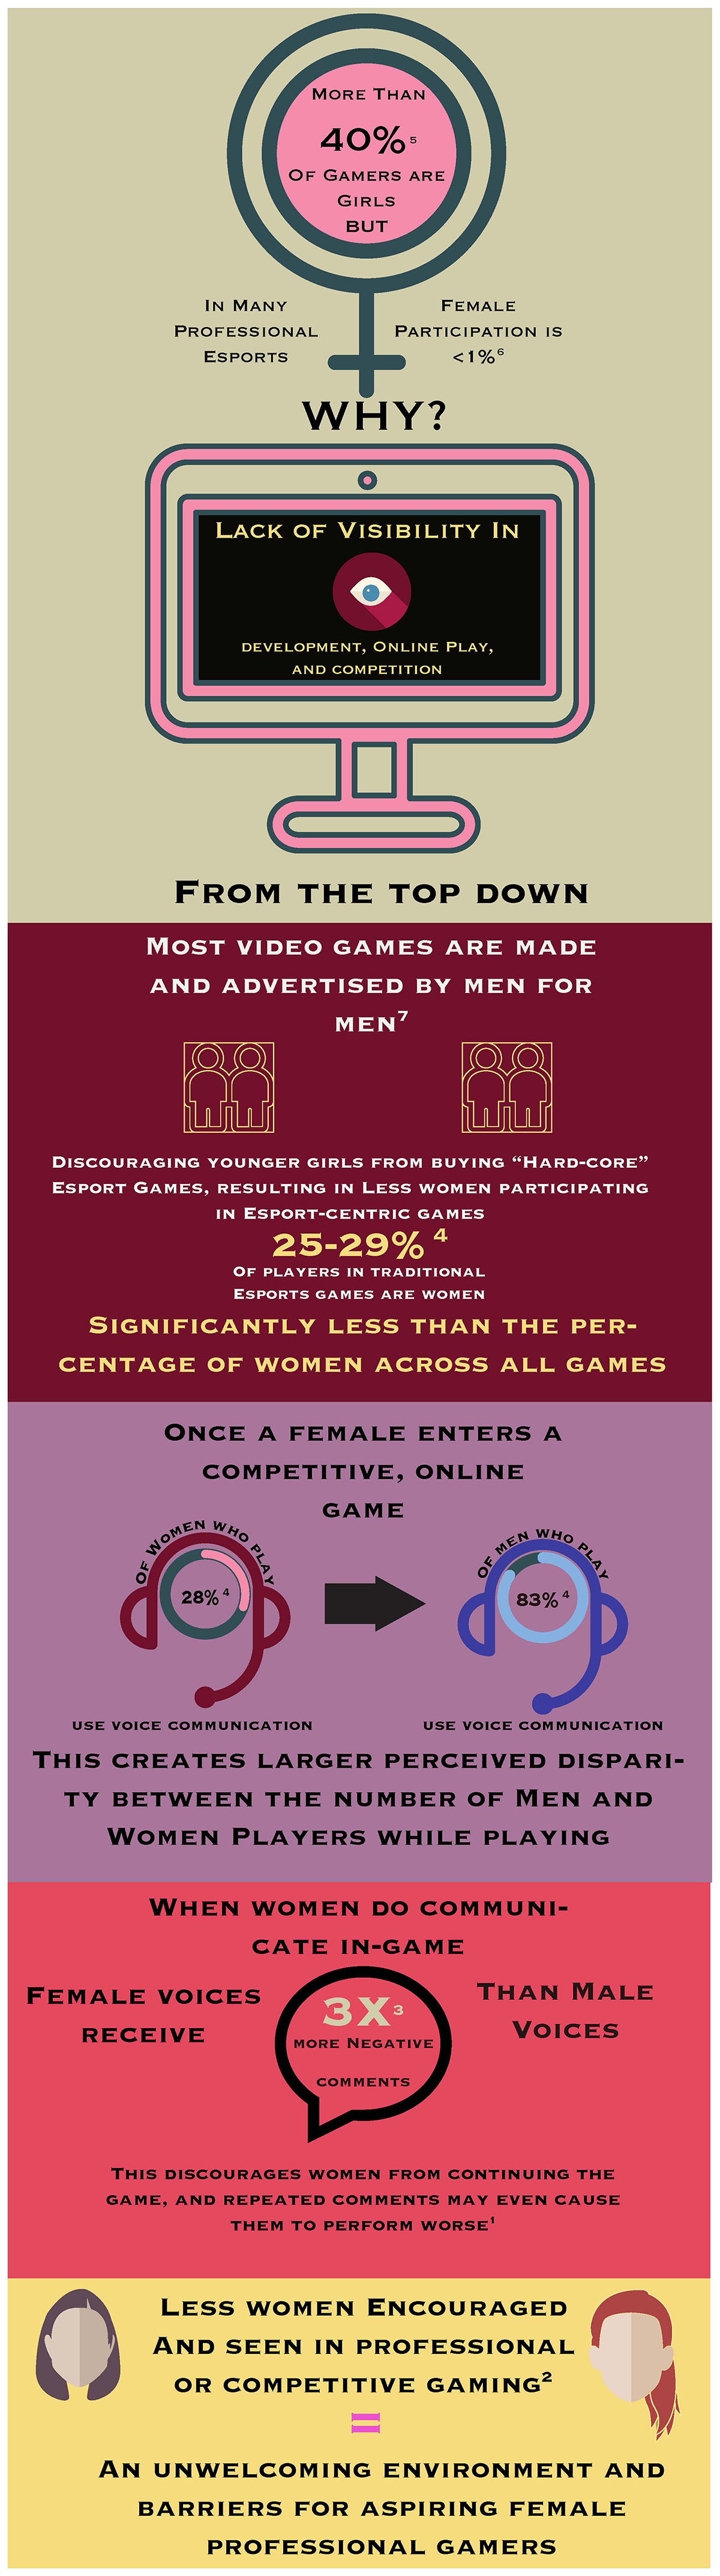 More Than
40%5
Of Gamers are
Girls
BUT
In Many
Professional
Esports
Female
Participation is
<1%6
WHY?
Lack of Visibility In
development, Online Play,
and competition
From the top down
Most video games are made
and advertised by men for
men7
Discouraging younger girls from buying “Hard-core”
Esport Games, resulting in Less women participating
in Esport-centric games
25-29% 4
Of players in traditional
Esports games are women
Significantly less than the per-
centage of women across all games
Once a female enters a
competitive, online
game
of Women who play
28% 4
use voice communication
of men who play
83% 4
use voice communication
This creates larger perceived dispari-
ty between the number of Men and
Women Players while playing
When women do communi-
cate in-game
Female voices
receive
3X3
more Negative
comments
Than Male
Voices
This discourages women from continuing the
game, and repeated comments may even cause
them to perform worse1
Less women Encouraged
And seen in professional
or competitive gaming2
=
An unwelcoming environment and
barriers for aspiring female
professional gamers